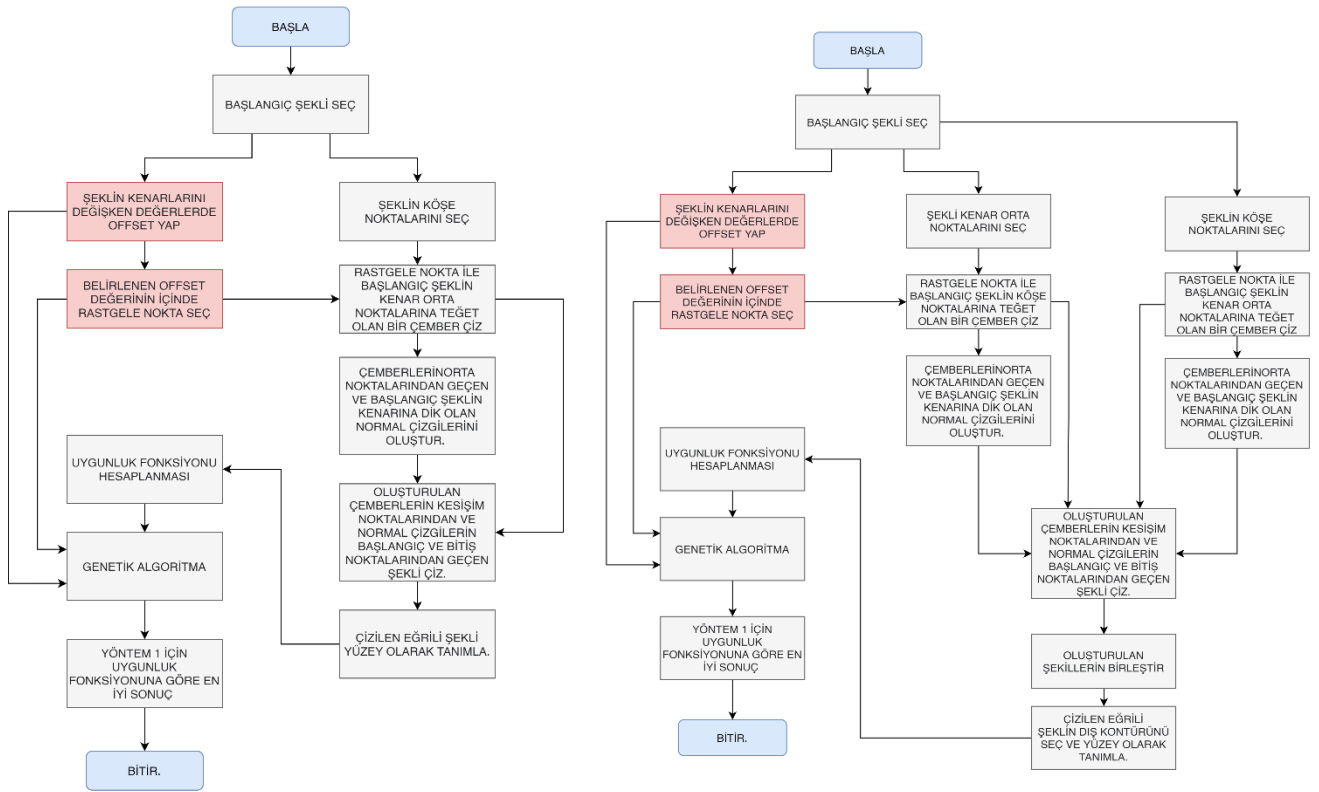 BAŞLA
BAŞLANGIÇ ŞEKLİ SEÇ
ŞEKLİN KENARLARINI
DEĞİŞKEN DEĞERLERDE
OFFSET YAP
ŞEKLİN KÖŞE
NOKTALARINI SEÇ
BELİRLENEN OFFSET
DEĞERİNİN İÇİNDE
RASTGELE NOKTA SEÇ
RASTGELE NOKTA İLE
BAŞLANGIÇ ŞEKLİN
KENAR ORTA
NOKTALARINA TEĞET
OLAN BİR ÇEMBER ÇİZ
ÇEMBERLERİNORTA
NOKTALARINDAN GEÇEN
VE BAŞLANGIÇ ŞEKLİN
KENARINA DİK OLAN
NORMAL ÇİZGİLERİNİ
OLUŞTUR.
UYGUNLUK FONKSİYONU
HESAPLANMASI
OLUŞTURULAN
ÇEMBERLERİN KESİŞİM
NOKTALARINDAN VE
NORMAL ÇİZGİLERİN
BAŞLANGIÇ VE BİTİŞ
NOKTALARINDAN GEÇEN
ŞEKLİ ÇİZ.
GENETİK ALGORİTMA
ÇİZİLEN EĞRİLİ ŞEKLİ
YÜZEY OLARAK TANIMLA.
YÖNTEM 1 İÇİN
UYGUNLUK
FONKSİYONUNA GÖRE EN
İYİ SONUÇ
BİTİR.
BAŞLA
BAŞLANGIÇ ŞEKLİ SEÇ
ŞEKLİN KENARLARINI
DEĞİŞKEN DEĞERLERDE
OFFSET YAP
ŞEKLİ KENAR ORTA
NOKTALARINI SEÇ
ŞEKLİN KÖŞE
NOKTALARINI SEÇ
BELİRLENEN OFFSET
DEĞERİNİN İÇİNDE
RASTGELE NOKTA SEÇ
RASTGELE NOKTA İLE
BAŞLANGIÇ ŞEKLİN KÖŞE
NOKTALARINA TEĞET
OLAN BİR ÇEMBER ÇİZ
RASTGELE NOKTA İLE
BAŞLANGIÇ ŞEKLİN
KENAR ORTA
NOKTALARINA TEĞET
OLAN BİR ÇEMBER ÇİZ
ÇEMBERLERİNORTA
NOKTALARINDAN GEÇEN
VE BAŞLANGIÇ ŞEKLİN
KENARINA DİK OLAN
NORMAL ÇİZGİLERİNİ
OLUŞTUR.
ÇEMBERLERİNORTA
NOKTALARINDAN GEÇEN
VE BAŞLANGIÇ ŞEKLİN
KENARINA DİK OLAN
NORMAL ÇİZGİLERİNİ
OLUŞTUR.
UYGUNLUK FONKSİYONU
HESAPLANMASI
OLUŞTURULAN
ÇEMBERLERİN KESİŞİM
NOKTALARINDAN VE
NORMAL ÇİZGİLERİN
BAŞLANGIÇ VE BİTİŞ
NOKTALARINDAN GEÇEN
ŞEKLİ ÇİZ.
GENETİK ALGORİTMA
YÖNTEM 1 İÇİN
UYGUNLUK
FONKSİYONUNA GÖRE EN
İYİ SONUÇ
OLUŞTURULAN
ŞEKİLLERİN BİRLEŞTİR
ÇİZİLEN EĞRİLİ
ŞEKLİN DIŞ KONTÜRÜNÜ
SEÇ VE YÜZEY OLARAK
TANIMLA.
BİTİR.